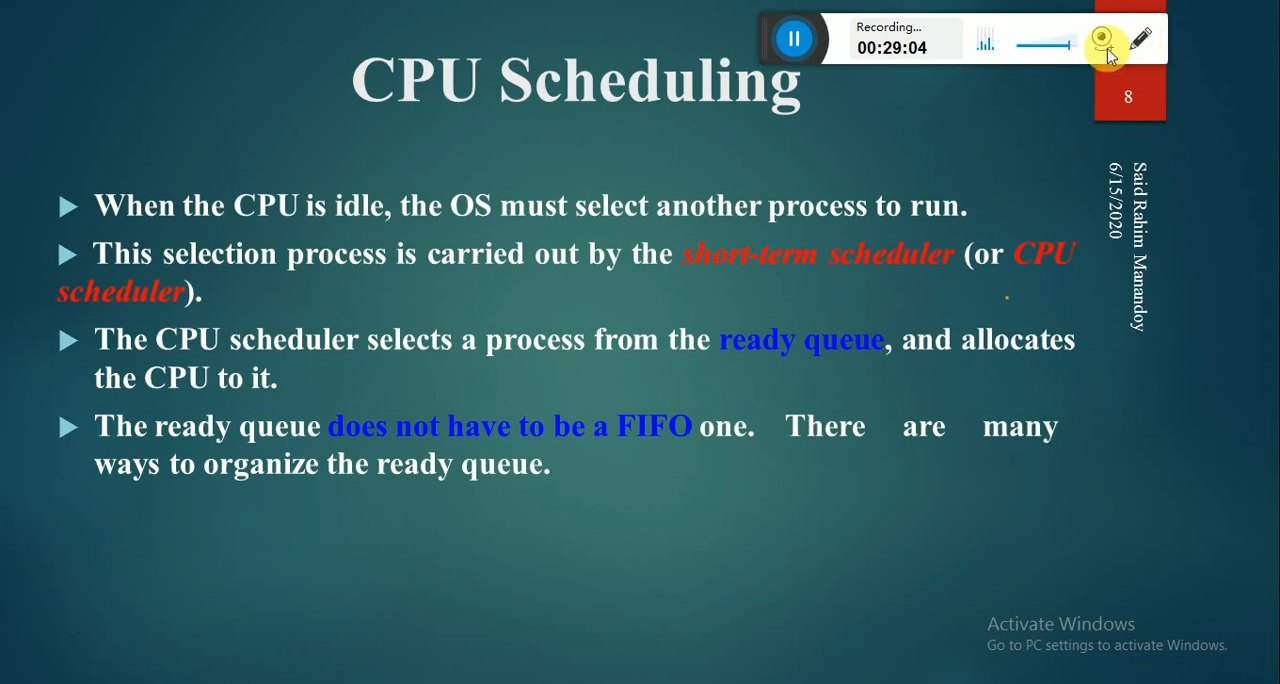 Recording...
00:29:04
CPU Scheduling
8
Said Rahim Manandoy
6/15/2020
When the CPU is idle, the OS must select another process to run.
This selection process is carried out by the short-term scheduler (or CPU
scheduler).
The CPU scheduler selects a process from the ready queue, and allocates
the CPU to it.
The ready queue does not have to be a FIFO one. There are many
ways to organize the ready queue.
Activate Windows
Go to PC settings to activate Windows.